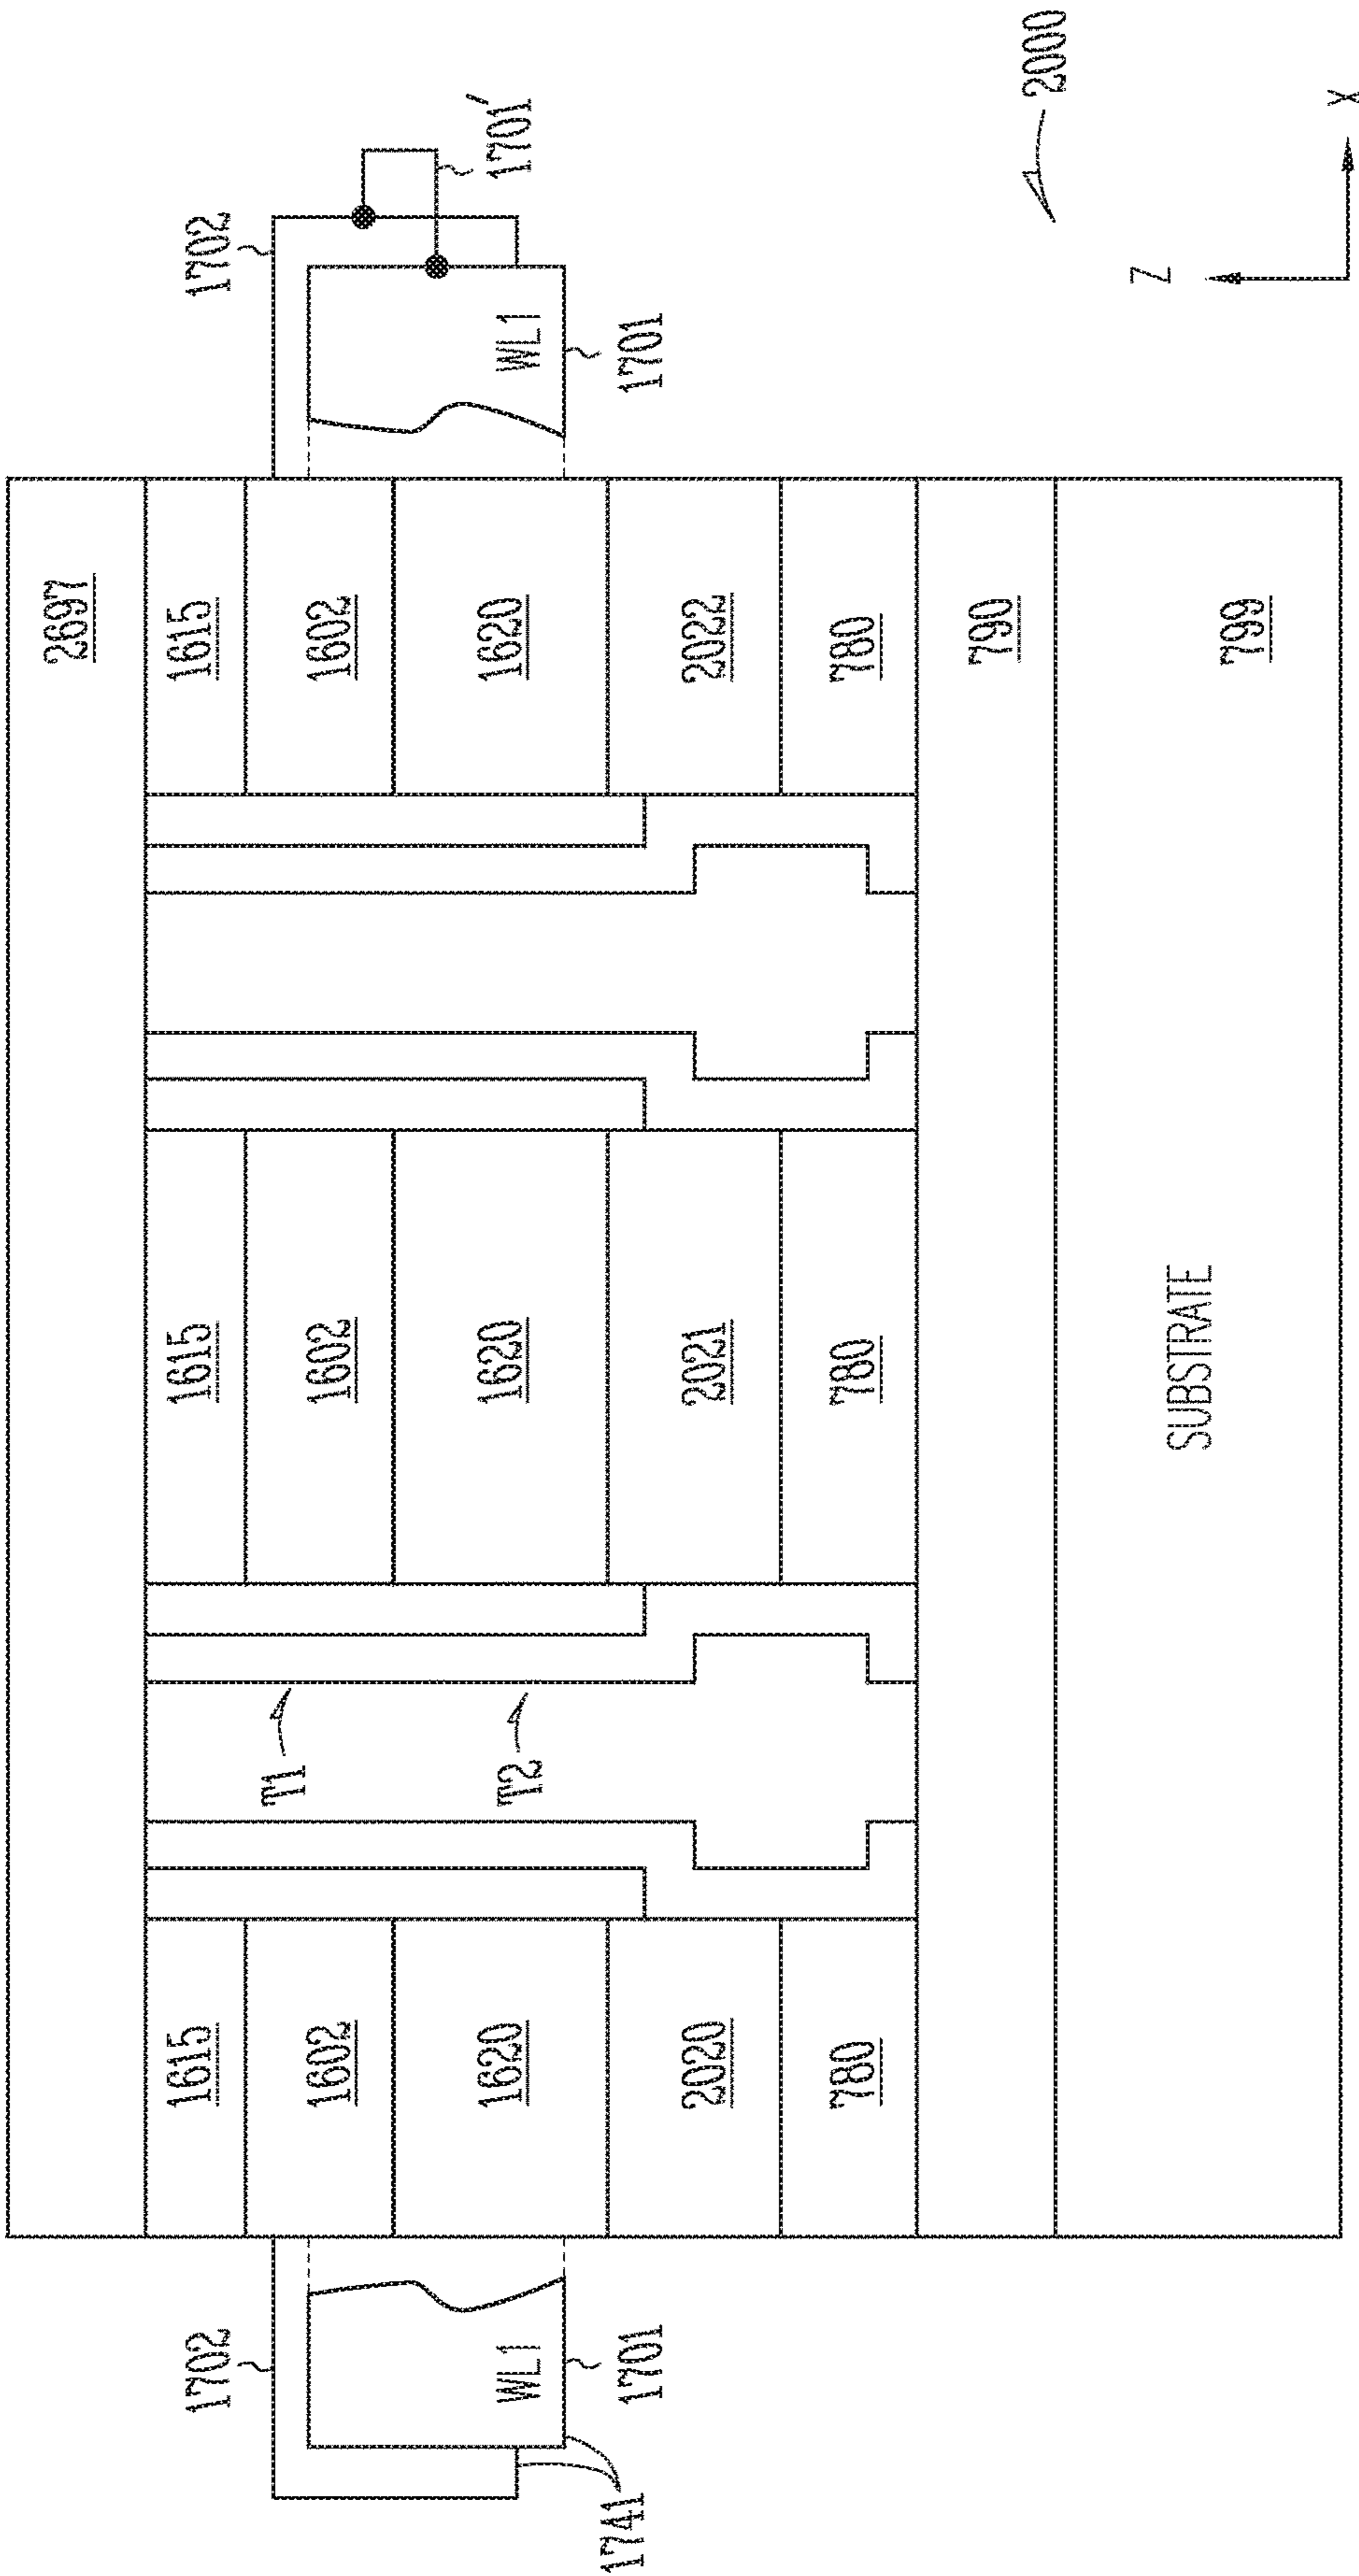 2697
1702 1615 1615 1615 1702
1602 T1 1602 1602
WL1 1620 T2 1620 1620 WL1 1701'
1741 1701 1701
2020 2021 2022
780 780 780
790
2000
SUBSTRATE 799
Z
X